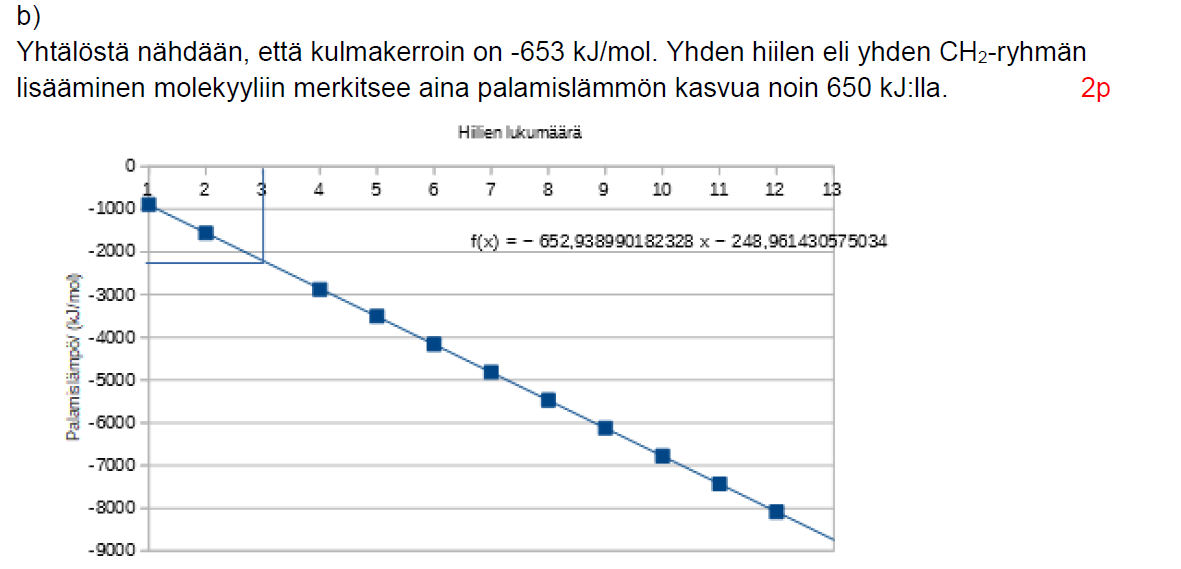 b)
Yhtälöstä nähdään, että kulmakerroin on -653 kJ/mol. Yhden hiilen eli yhden CH₂-ryhmän
lisääminen molekyyliin merkitsee aina palamislämmön kasvua noin 650 kJ:lla. 2p
Hiilien lukumäärä
0
1 2 3 4 5 6 7 8 9 10 11 12 13
-1000
f(x) = − 652,938990182328 x − 248,961430575034
-2000
-3000
-4000
-5000
-6000
-7000
-8000
-9000
Palamislämpö/ (kJ/mol)